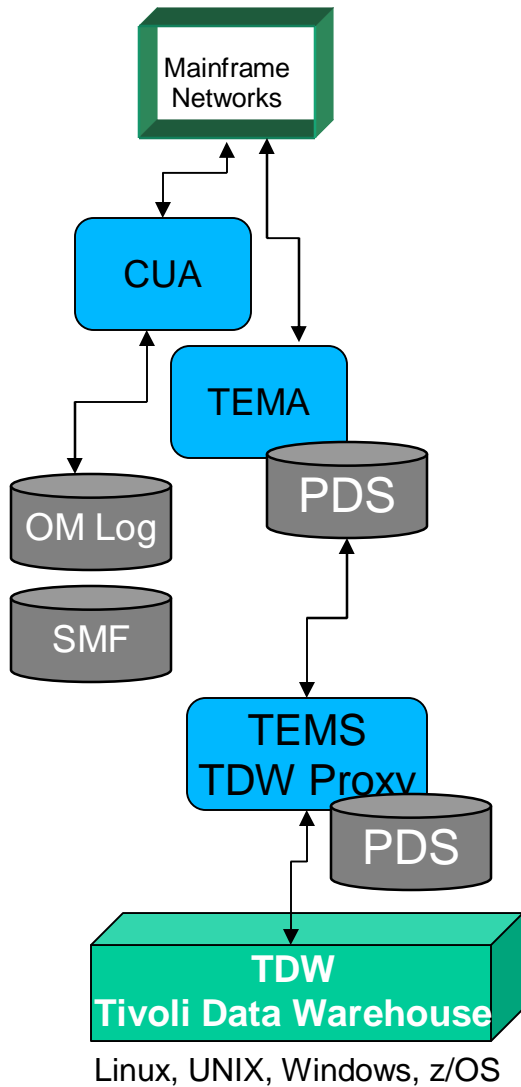 Mainframe
Networks
CUA
TEMA
PDS
OM Log
SMF
TEMS
TDW Proxy
PDS
TDW
Tivoli Data Warehouse
Linux, UNIX, Windows, z/OS